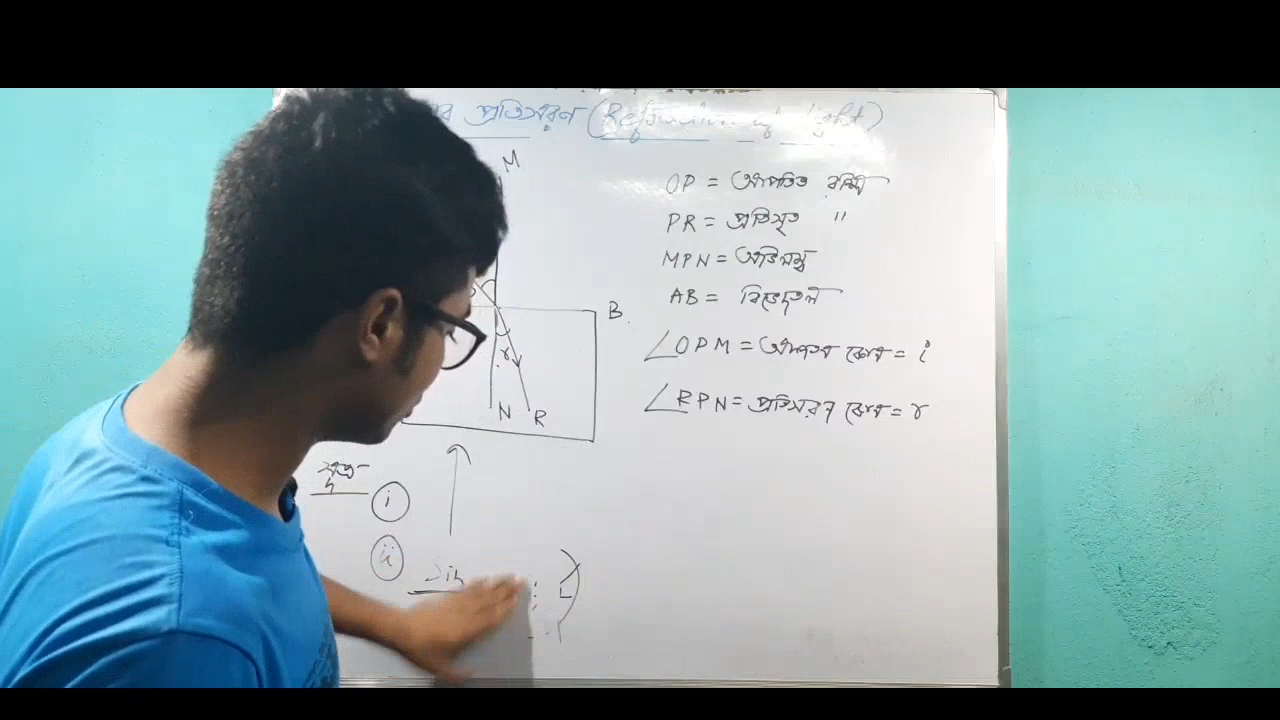 প্রতিসরণ (Refraction of light)
M
OP = আপতিত রশ্মি
PR = প্রতিসৃত "
MPN = অভিলম্ব
AB = বিভেদতল
B
∠OPM = আপতন কোণ = i
r
∠RPN = প্রতিসরণ কোণ = r
N R
সূত্র
i
ii
Sin